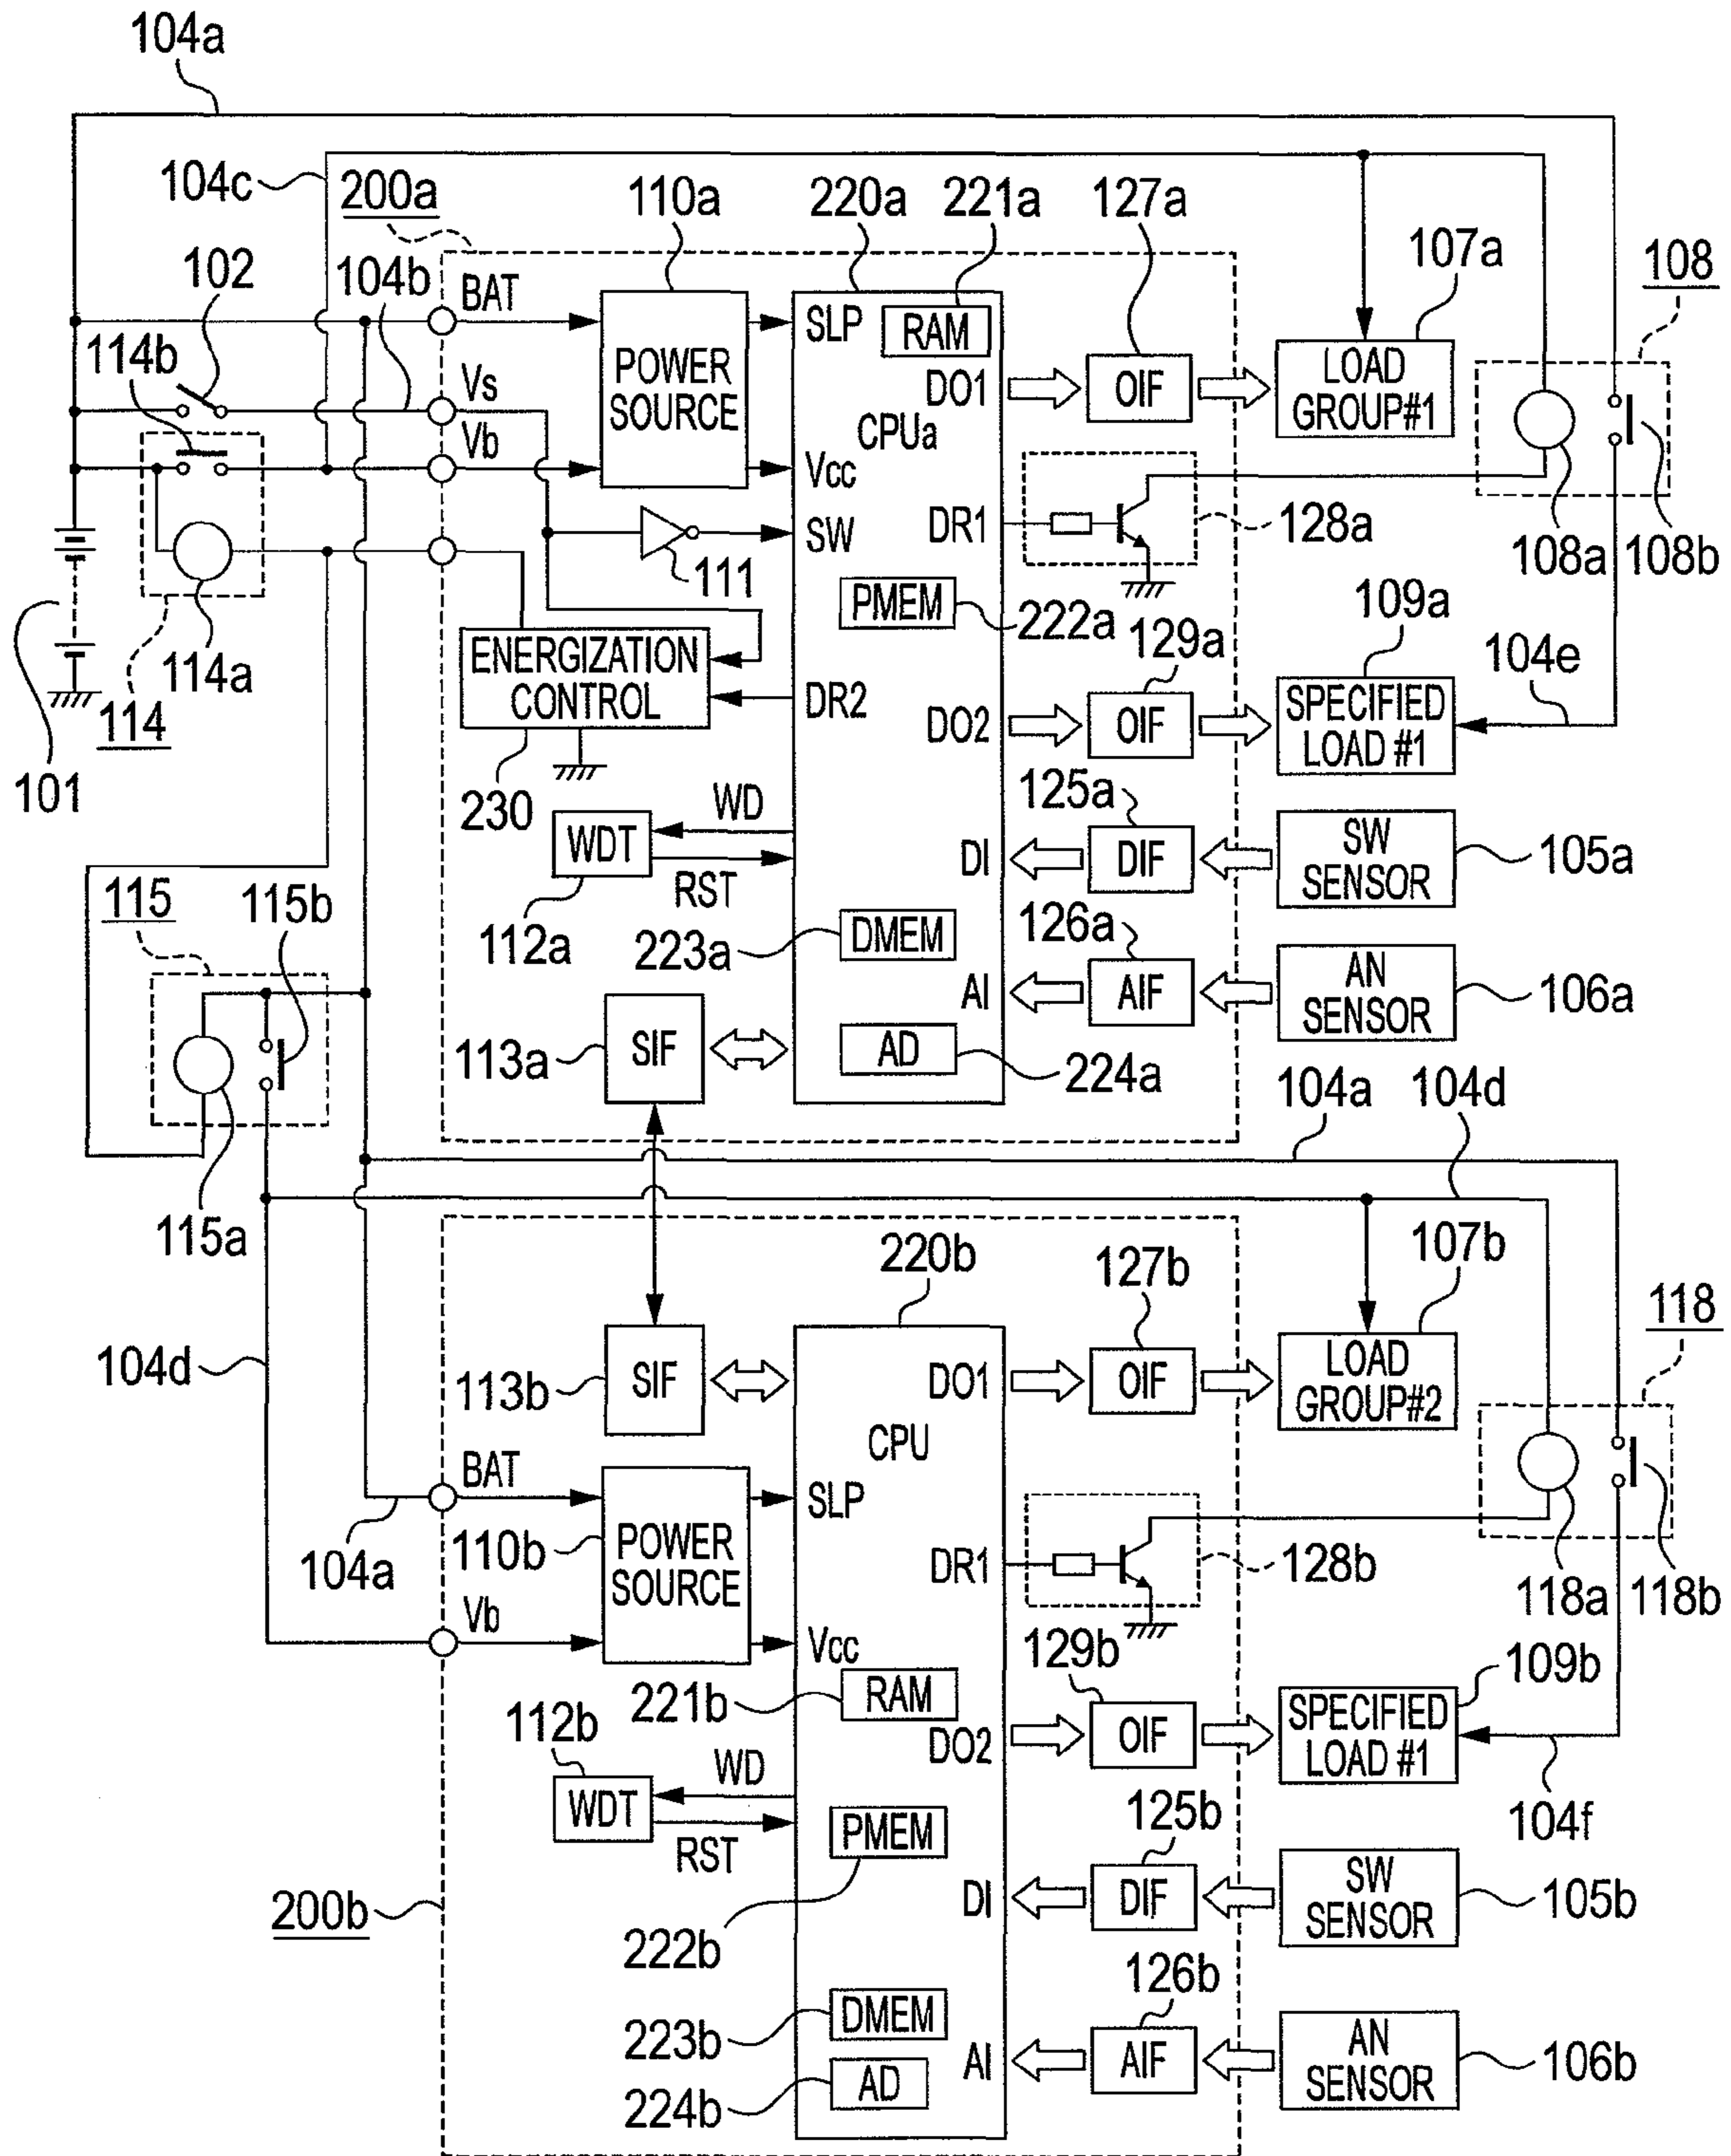 104a
104c
200a
110a
220a
221a
127a
107a
108
102
104b
BAT
SLP
RAM
114b
POWER
SOURCE
DO1
OIF
LOAD
GROUP#1
Vs
CPUa
Vb
Vcc
DR1
128a
SW
111
108a
108b
PMEM
222a
109a
129a
104e
ENERGIZATION
CONTROL
114a
DR2
DO2
OIF
SPECIFIED
LOAD #1
114
101
230
WD
125a
WDT
RST
DI
DIF
SW
SENSOR
105a
115
115b
112a
223a
DMEM
126a
AI
AIF
AN
SENSOR
106a
113a
SIF
AD
224a
104a
104d
115a
220b
127b
107b
118
104d
113b
SIF
DO1
OIF
LOAD
GROUP#2
CPU
BAT
SLP
110b
POWER
SOURCE
104a
DR1
128b
118a
118b
Vb
Vcc
129b
109b
221b
RAM
112b
DO2
OIF
SPECIFIED
LOAD #1
WD
WDT
125b
104f
RST
PMEM
200b
DI
DIF
SW
SENSOR
105b
222b
126b
DMEM
223b
AI
AIF
AN
SENSOR
106b
AD
224b